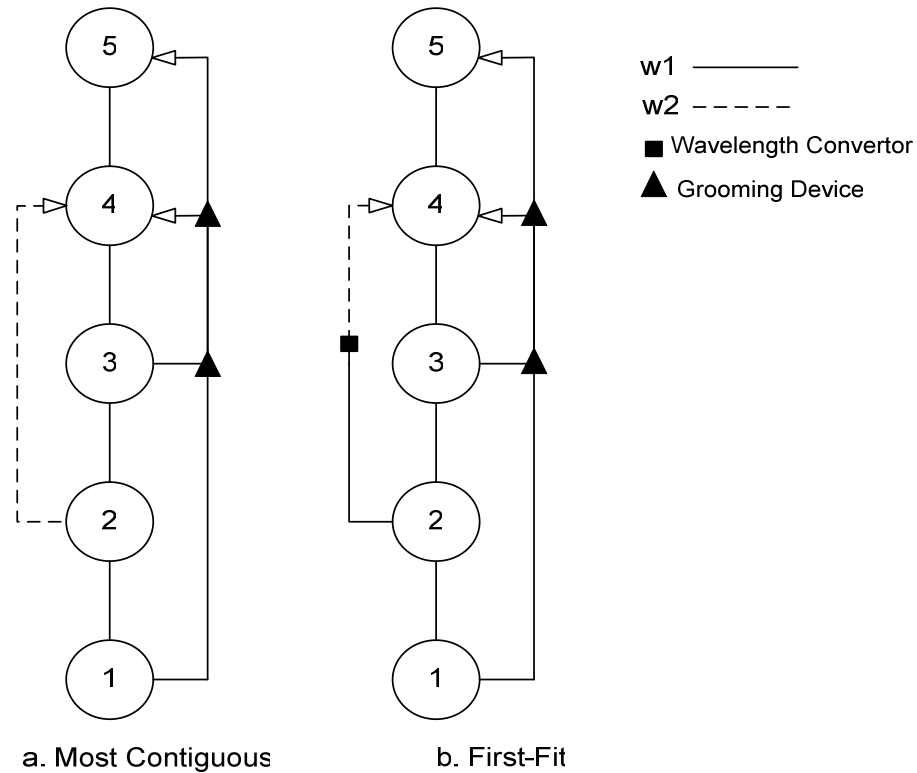 5
4
3
2
1
a. Most Contiguous
5
4
3
2
1
b. First-Fit
w1
w2
Wavelength Convertor
Grooming Device